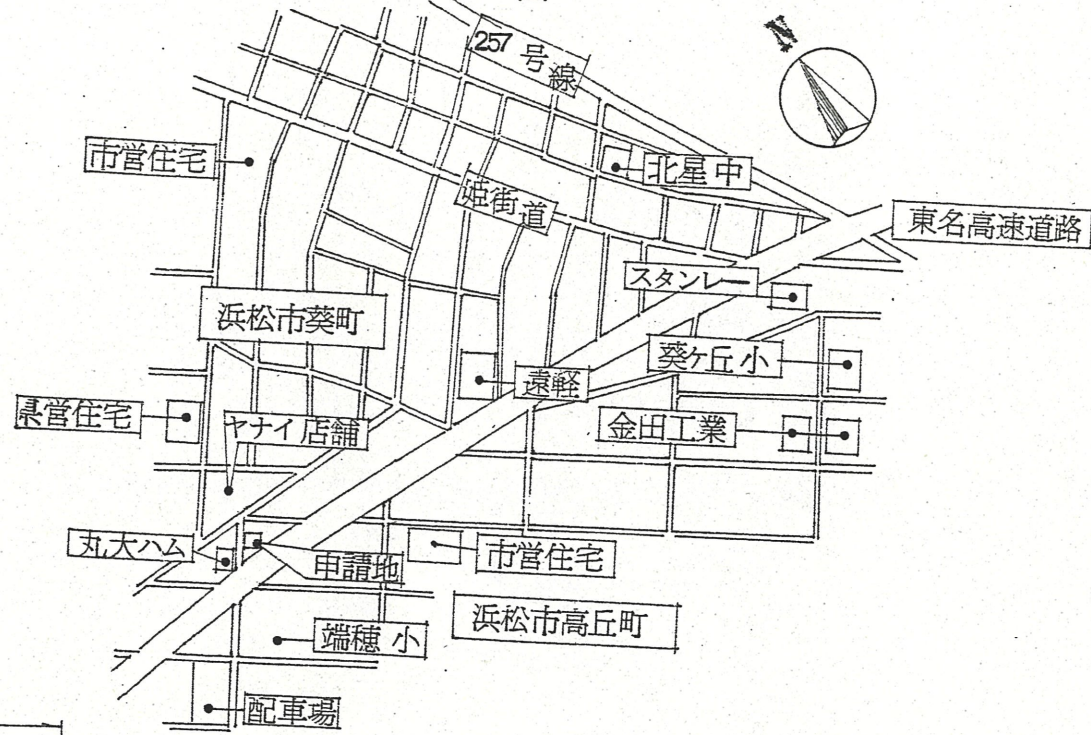 257号線
N
市営住宅
北星中
姫街道
東名高速道路
スタンレー
浜松市葵町
葵ケ丘小
遠軽
県営住宅
ヤナイ店舗
金田工業
丸大ハム
申請地
市営住宅
浜松市高丘町
端穂小
配車場